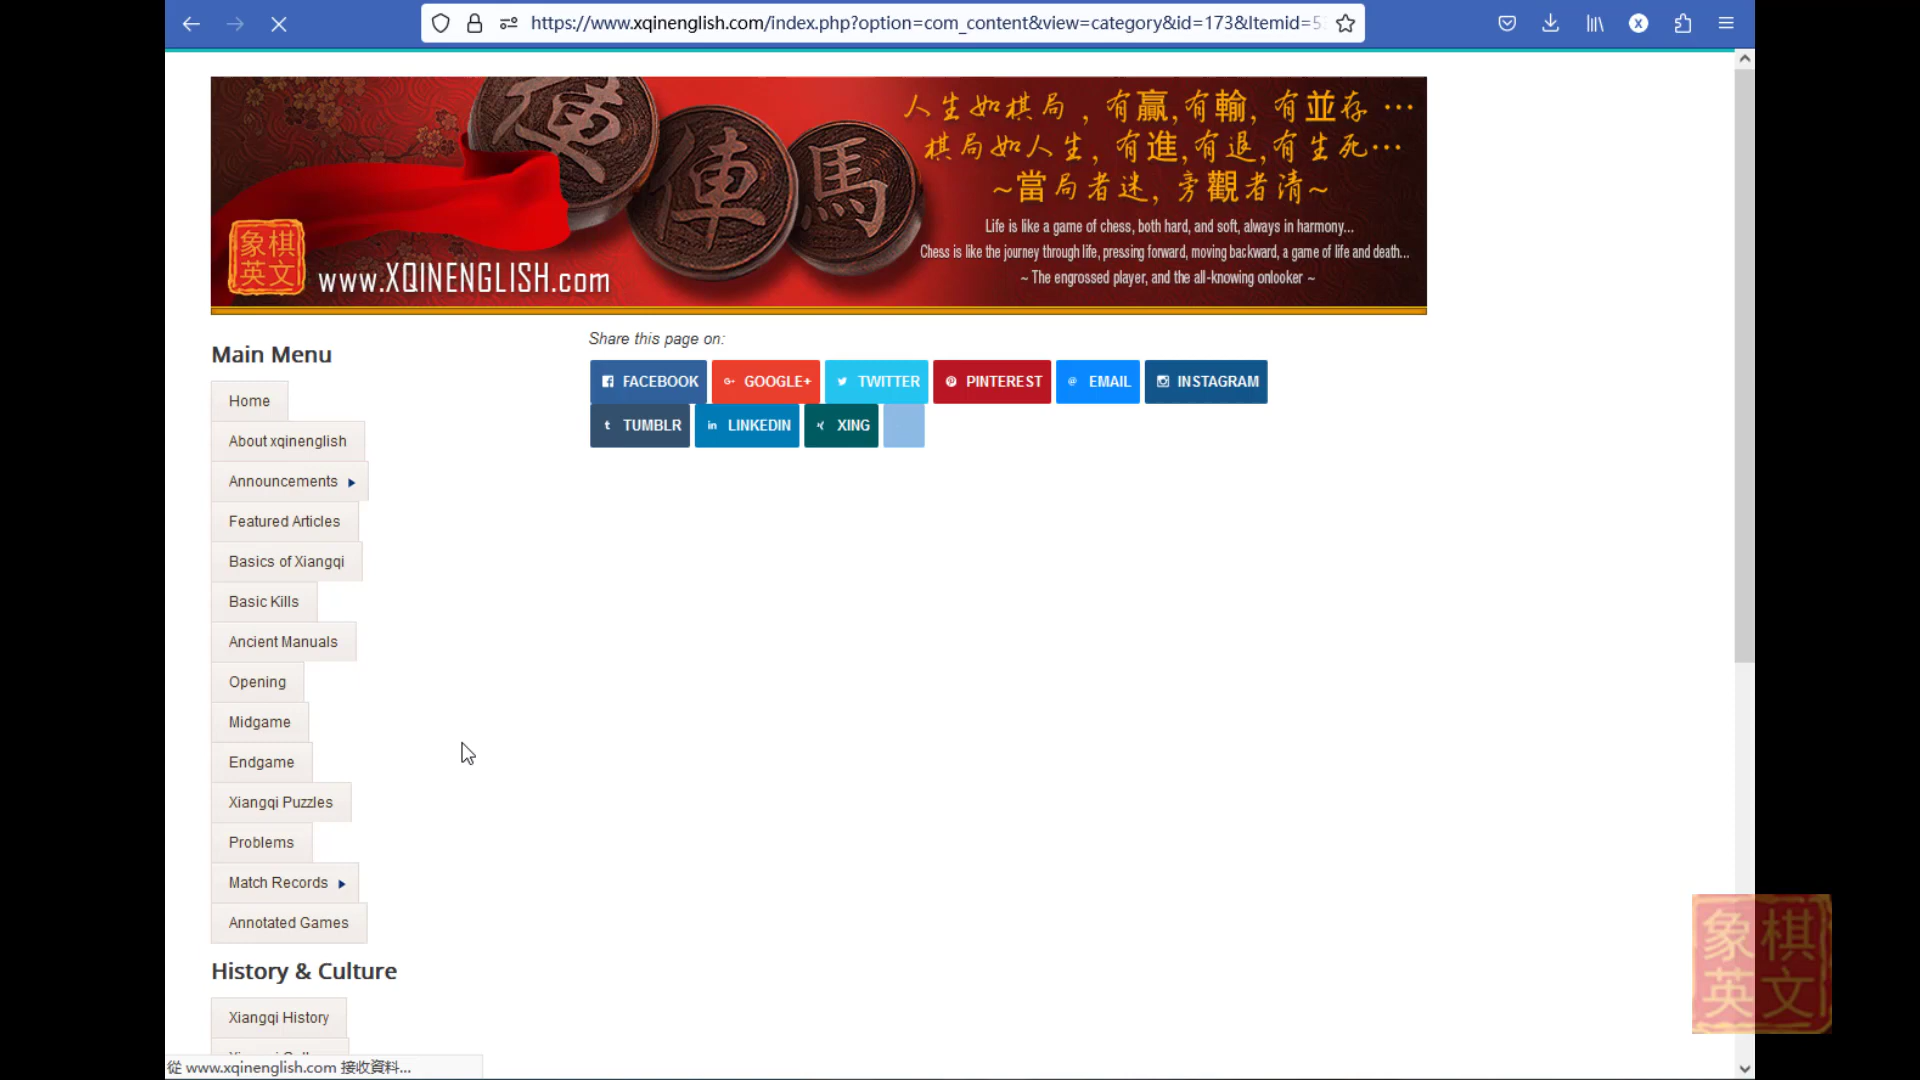 https://www.xqinenglish.com/index.php?option=com_content&view=category&id=173&Itemid=5
人生如棋局，有贏,有輸, 有並存 …
棋局如人生, 有進,有退,有生死…
~當局者迷, 旁觀者清~
Life is like a game of chess, both hard, and soft, always in harmony...
Chess is like the journey through life, pressing forward, moving backward, a game of life and death...
~ The engrossed player, and the all-knowing onlooker ~
俥
馬
象棋
英文
www.XQINENGLISH.com
Share this page on:
FACEBOOK
GOOGLE+
TWITTER
PINTEREST
EMAIL
INSTAGRAM
TUMBLR
LINKEDIN
XING
Main Menu
Home
About xqinenglish
Announcements
Featured Articles
Basics of Xiangqi
Basic Kills
Ancient Manuals
Opening
Midgame
Endgame
Xiangqi Puzzles
Problems
Match Records
Annotated Games
History & Culture
Xiangqi History
從 www.xqinenglish.com 接收資料...
象棋
英文